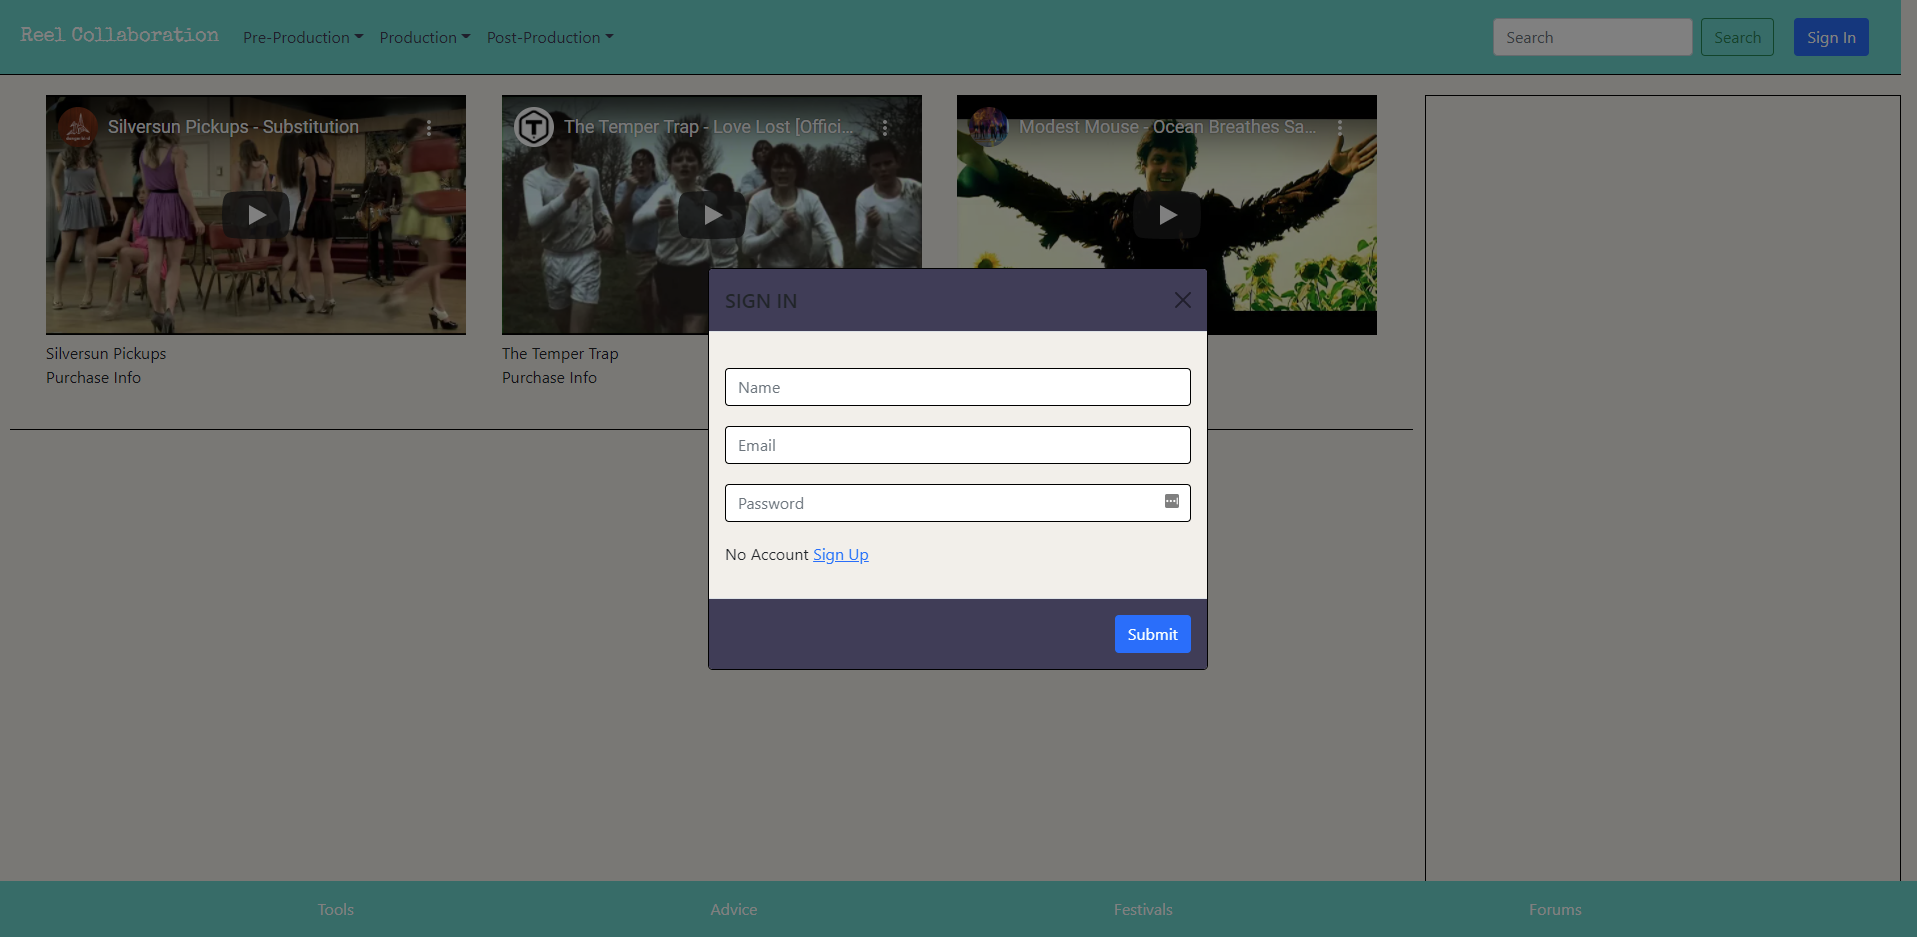 Reel Collaboration
Pre-Production
Production
Post-Production
Search
Search
Sign In
Silversun Pickups - Substitution
The Temper Trap - Love Lost [Offici...
Modest Mouse - Ocean Breathes Sa...
Silversun Pickups
Purchase Info
The Temper Trap
Purchase Info
SIGN IN
Name
Email
Password
No Account Sign Up
Submit
Tools
Advice
Festivals
Forums